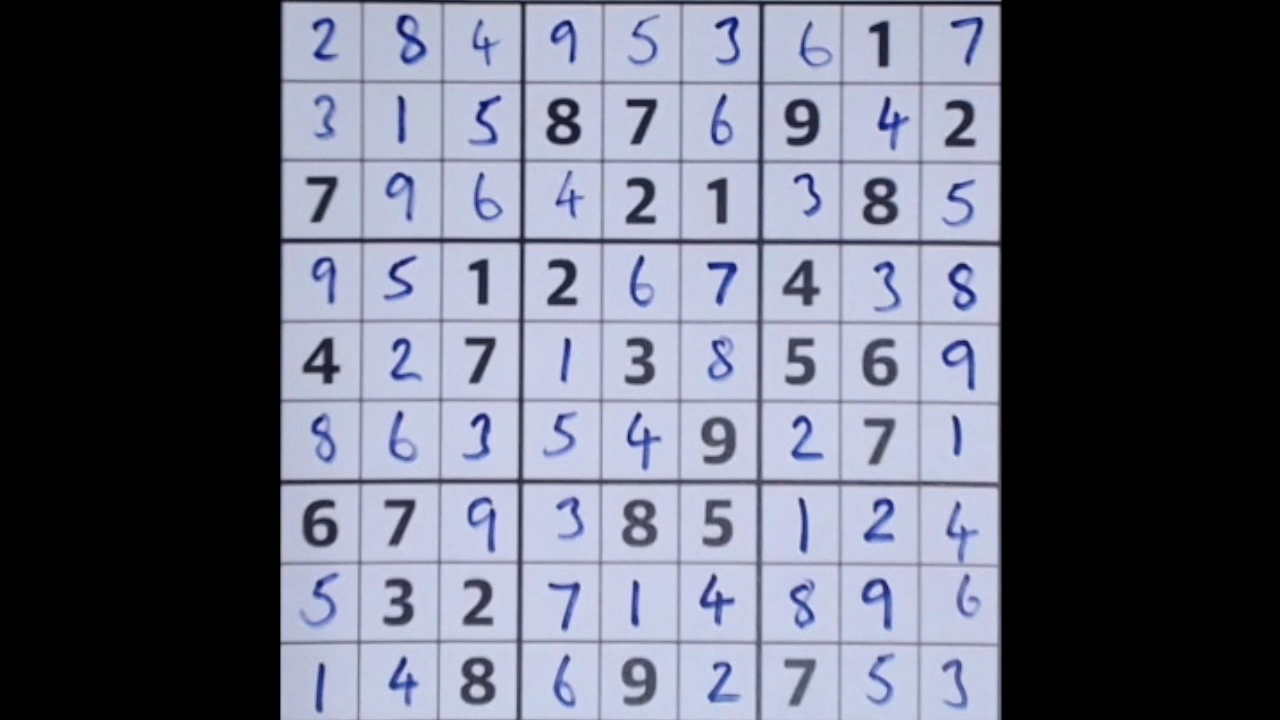 2 8 4 9 5 3 6 1 7
3 1 5 8 7 6 9 4 2
7 9 6 4 2 1 3 8 5
9 5 1 2 6 7 4 3 8
4 2 7 1 3 8 5 6 9
8 6 3 5 4 9 2 7 1
6 7 9 3 8 5 1 2 4
5 3 2 7 1 4 8 9 6
1 4 8 6 9 2 7 5 3